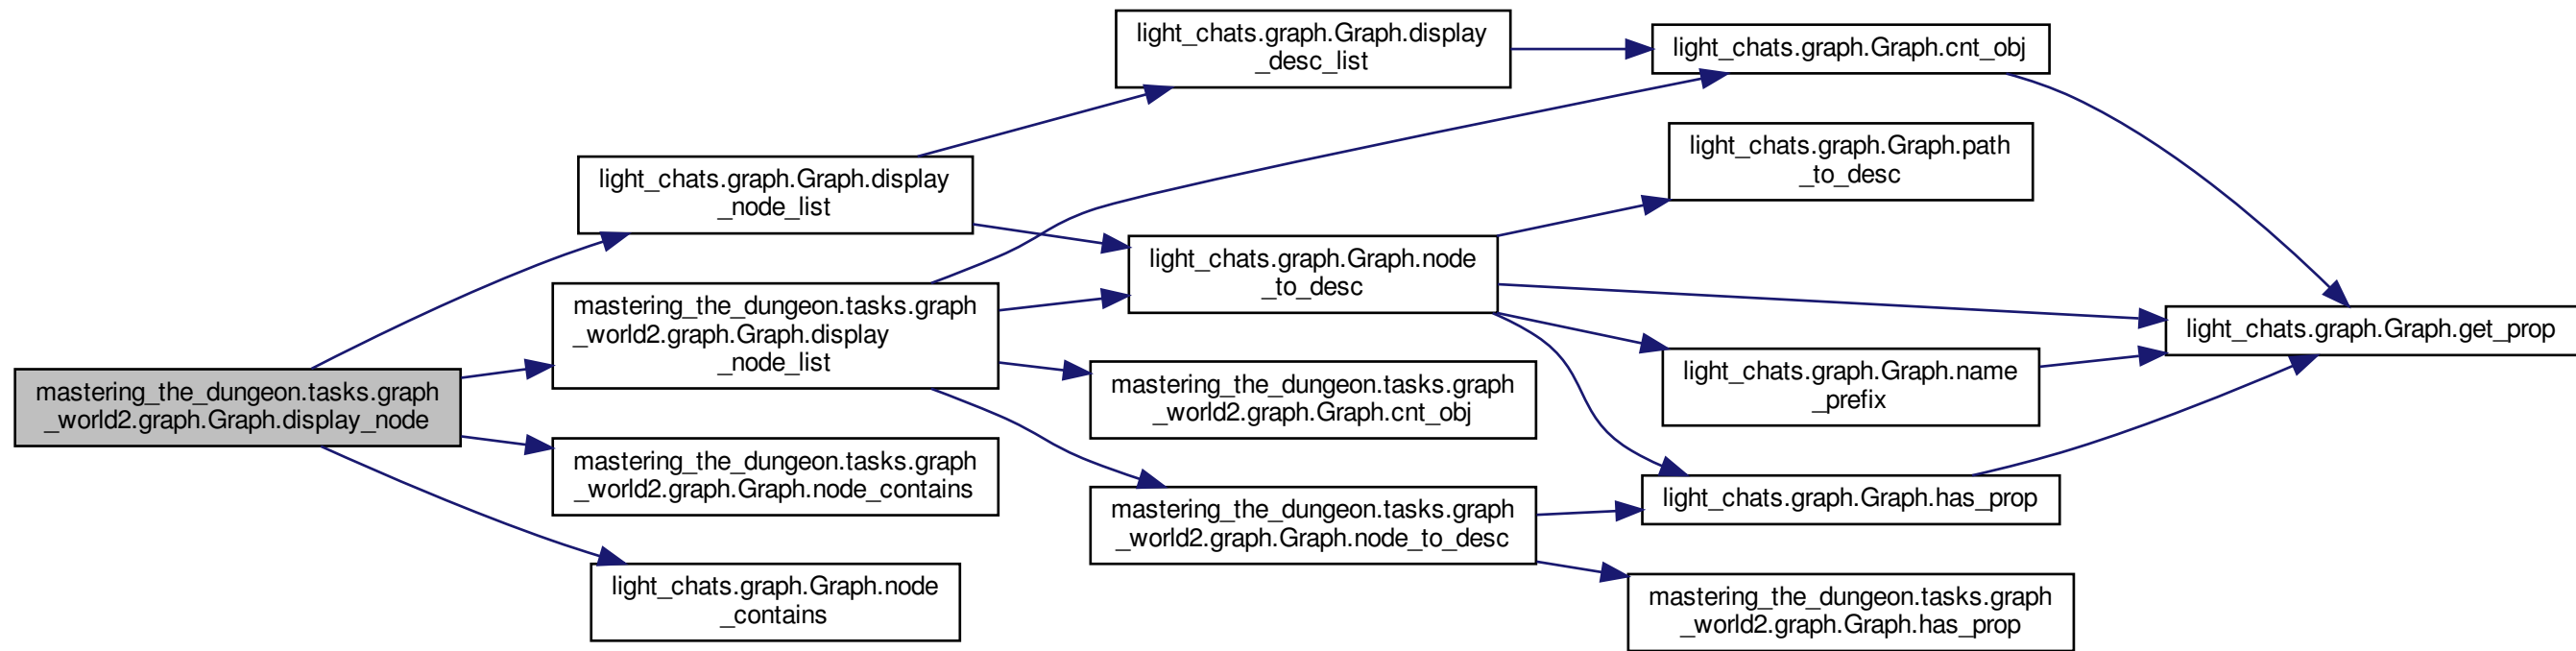 mastering_the_dungeon.tasks.graph
_world2.graph.Graph.display_node
light_chats.graph.Graph.display
_node_list
mastering_the_dungeon.tasks.graph
_world2.graph.Graph.display
_node_list
mastering_the_dungeon.tasks.graph
_world2.graph.Graph.node_contains
light_chats.graph.Graph.node
_contains
light_chats.graph.Graph.display
_desc_list
light_chats.graph.Graph.node
_to_desc
mastering_the_dungeon.tasks.graph
_world2.graph.Graph.cnt_obj
mastering_the_dungeon.tasks.graph
_world2.graph.Graph.node_to_desc
light_chats.graph.Graph.cnt_obj
light_chats.graph.Graph.path
_to_desc
light_chats.graph.Graph.name
_prefix
light_chats.graph.Graph.has_prop
mastering_the_dungeon.tasks.graph
_world2.graph.Graph.has_prop
light_chats.graph.Graph.get_prop